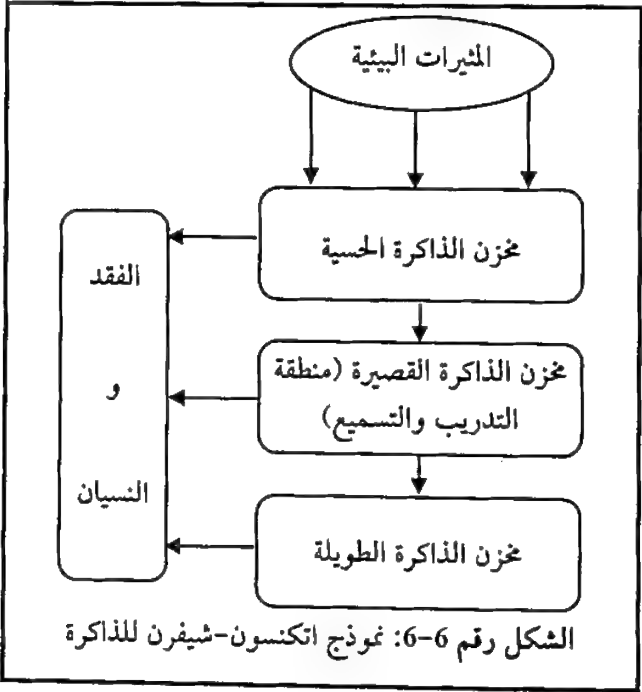 المثيرات البيئية
مخزن الذاكرة الحسية
مخزن الذاكرة القصيرة (منطقة
التدريب والتسميع)
مخزن الذاكرة الطويلة
الفقد
و
النسيان
الشكل رقم 6-6: نموذج اتكنسون-شيفرن للذاكرة